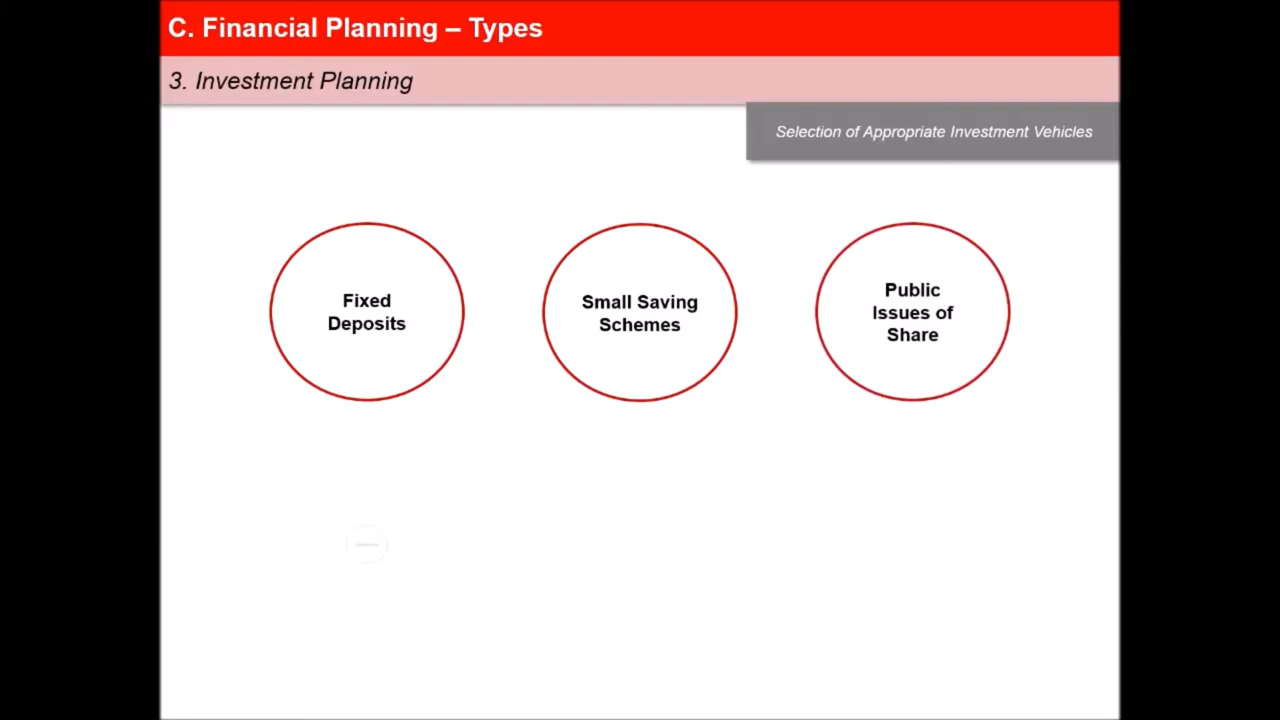 C. Financial Planning – Types
3. Investment Planning
Selection of Appropriate Investment Vehicles
Fixed
Deposits
Small Saving
Schemes
Public
Issues of
Share